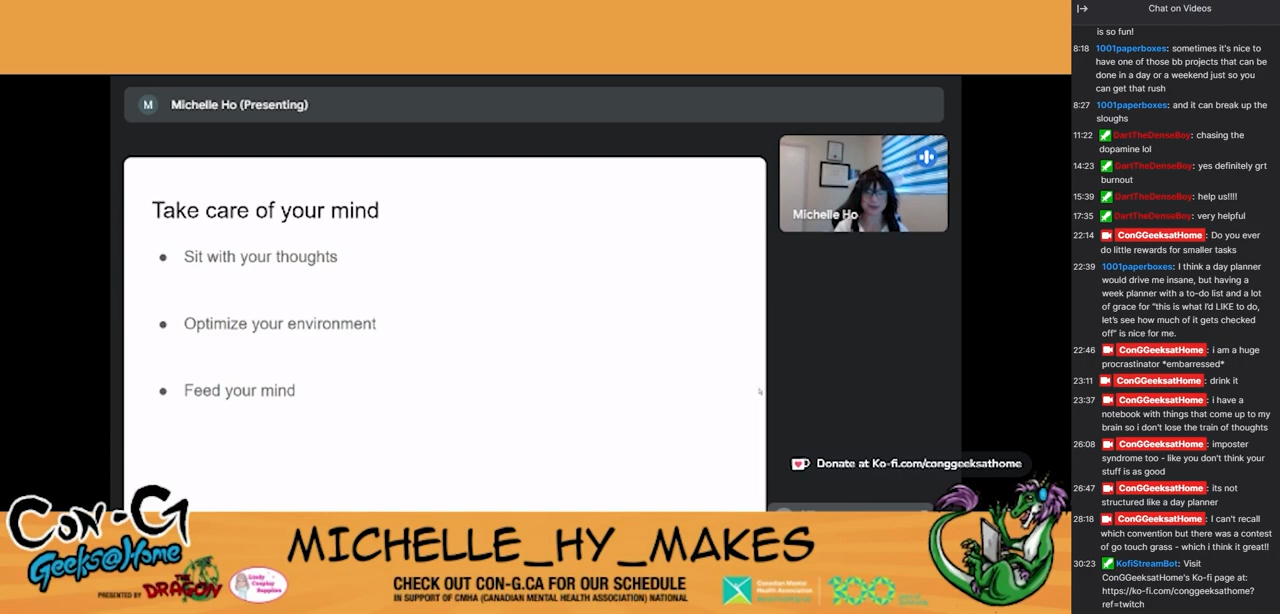 M Michelle Ho (Presenting)
Take care of your mind
• Sit with your thoughts
• Optimize your environment
• Feed your mind
Michelle Ho
Donate at Ko-fi.com/conggeeksathome
Con-G
Geeks@Home
PRESENTED BY THE DRAGON
Lindy
Cosplay
Supplies
MICHELLE_HY_MAKES
CHECK OUT CON-G.CA FOR OUR SCHEDULE
IN SUPPORT OF CMHA (CANADIAN MENTAL HEALTH ASSOCIATION) NATIONAL
Canadian Mental
Health Association
100
Chat on Videos
is so fun!
8:18 1001paperboxes: sometimes it's nice to
have one of those bb projects that can be
done in a day or a weekend just so you
can get that rush
8:27 1001paperboxes: and it can break up the
sloughs
11:22 DartTheDenseBoy: chasing the
dopamine lol
14:23 DartTheDenseBoy: yes definitely grt
burnout
15:39 DartTheDenseBoy: help us!!!!
17:35 DartTheDenseBoy: very helpful
22:14 ConGGeeksatHome: Do you ever
do little rewards for smaller tasks
22:39 1001paperboxes: I think a day planner
would drive me insane, but having a
week planner with a to-do list and a lot
of grace for "this is what I'd LIKE to do,
let's see how much of it gets checked
off" is nice for me.
22:46 ConGGeeksatHome: i am a huge
procrastinator *embarressed*
23:11 ConGGeeksatHome: drink it
23:37 ConGGeeksatHome: i have a
notebook with things that come up to my
brain so i don't lose the train of thoughts
26:08 ConGGeeksatHome: imposter
syndrome too - like you don't think your
stuff is as good
26:47 ConGGeeksatHome: its not
structured like a day planner
28:18 ConGGeeksatHome: I can't recall
which convention but there was a contest
of go touch grass - which i think it great!!
30:23 KofiStreamBot: Visit
ConGGeeksatHome's Ko-fi page at:
https://ko-fi.com/conggeeksathome?
ref=twitch